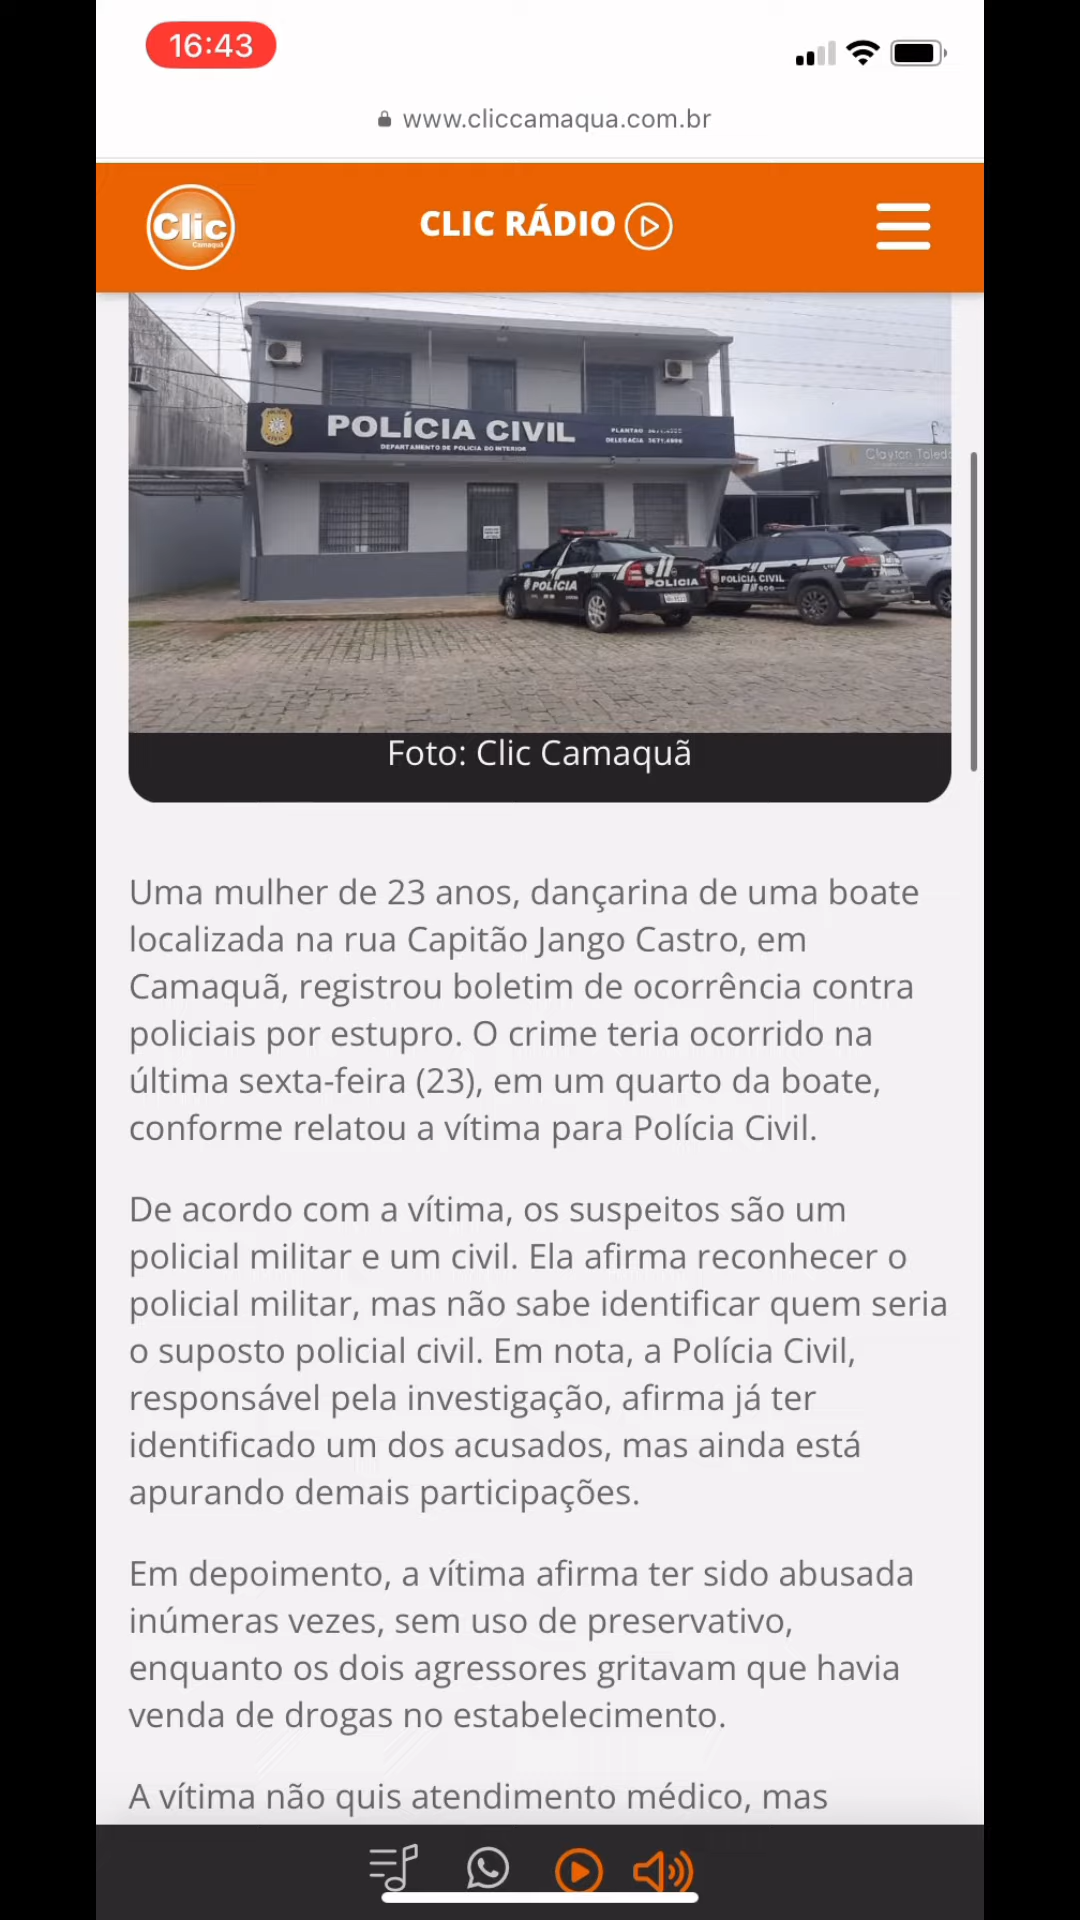 16:43
www.cliccamaqua.com.br
Clic
Camaquã
CLIC RÁDIO
POLÍCIA CIVIL
DEPARTAMENTO DE POLÍCIA DO INTERIOR
PLANTÃO
DELEGACIA 3671.4000
Clayton Toledo
POLÍCIA
POLÍCIA
POLÍCIA CIVIL
Foto: Clic Camaquã
Uma mulher de 23 anos, dançarina de uma boate
localizada na rua Capitão Jango Castro, em
Camaquã, registrou boletim de ocorrência contra
policiais por estupro. O crime teria ocorrido na
última sexta-feira (23), em um quarto da boate,
conforme relatou a vítima para Polícia Civil.
De acordo com a vítima, os suspeitos são um
policial militar e um civil. Ela afirma reconhecer o
policial militar, mas não sabe identificar quem seria
o suposto policial civil. Em nota, a Polícia Civil,
responsável pela investigação, afirma já ter
identificado um dos acusados, mas ainda está
apurando demais participações.
Em depoimento, a vítima afirma ter sido abusada
inúmeras vezes, sem uso de preservativo,
enquanto os dois agressores gritavam que havia
venda de drogas no estabelecimento.
A vítima não quis atendimento médico, mas